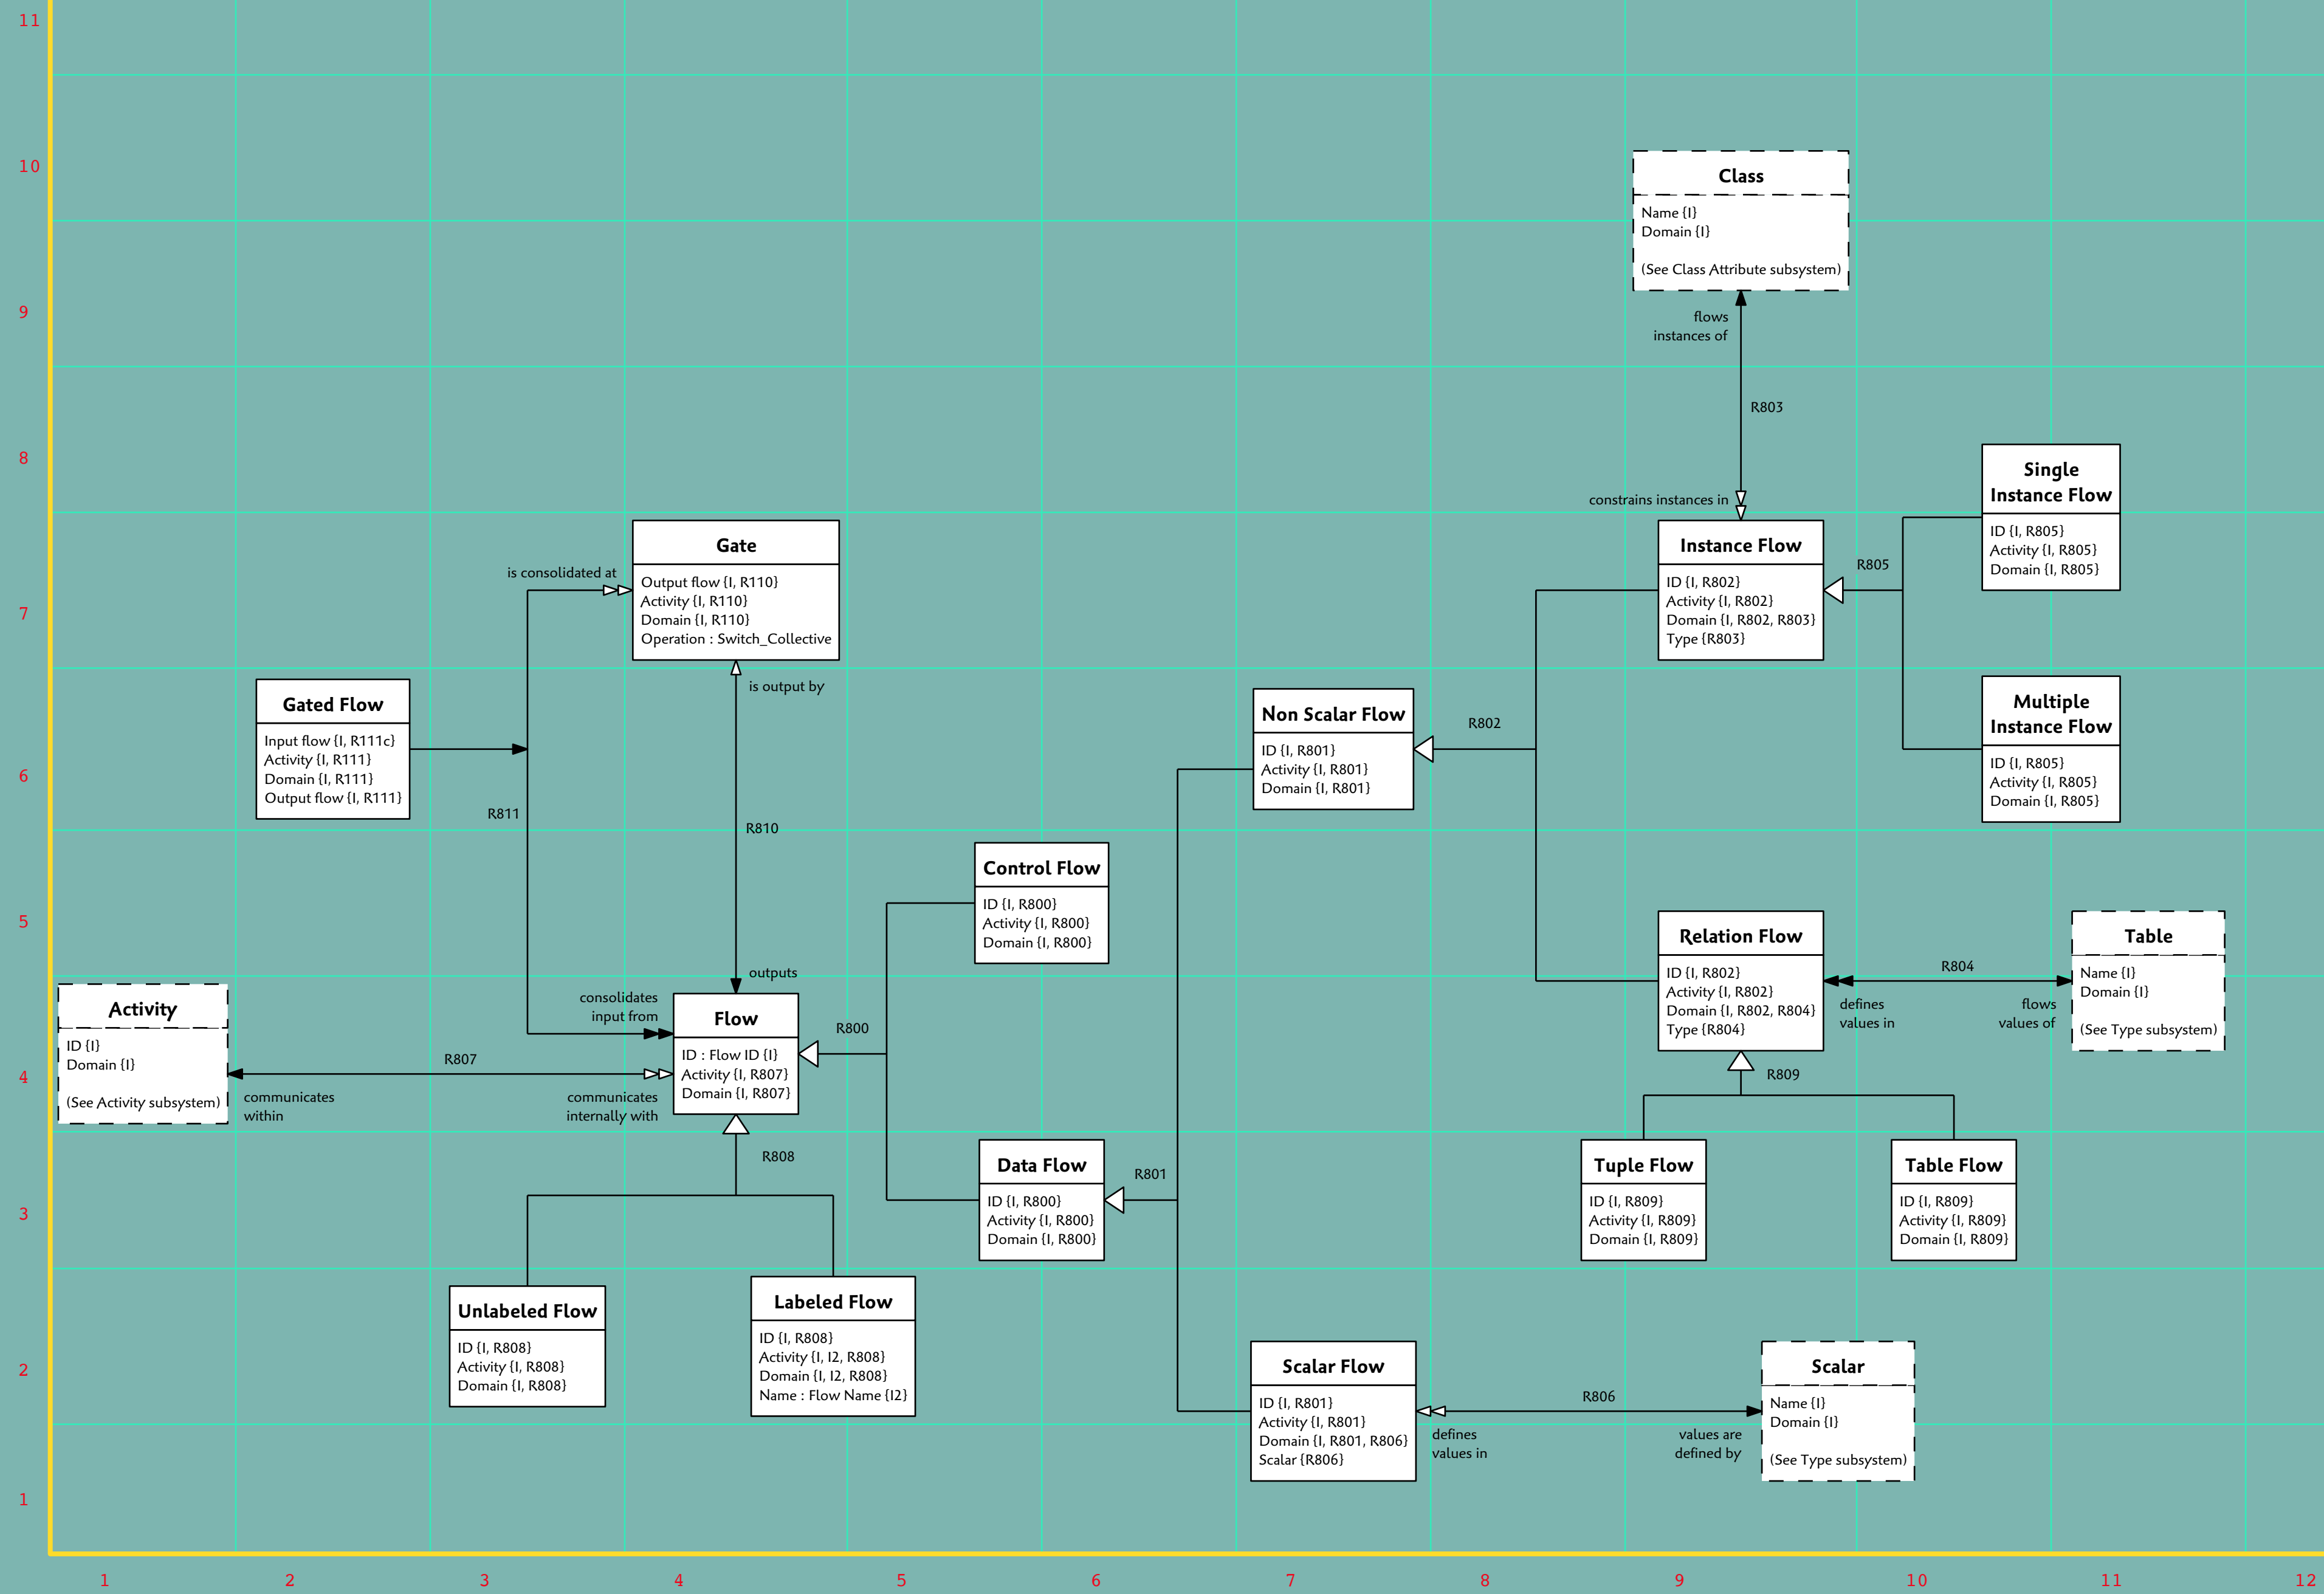 11
10
Class
Name {I}
Domain {I}
(See Class Attribute subsystem)
9
flows
instances of
R803
8
constrains instances in
Single
Instance Flow
ID {I, R805}
Activity {I, R805}
Domain {I, R805}
Gate
Output flow {I, R110}
Activity {I, R110}
Domain {I, R110}
Operation : Switch_Collective
is consolidated at
Instance Flow
ID {I, R802}
Activity {I, R802}
Domain {I, R802, R803}
Type {R803}
R805
7
is output by
Gated Flow
Input flow {I, R111c}
Activity {I, R111}
Domain {I, R111}
Output flow {I, R111}
Non Scalar Flow
ID {I, R801}
Activity {I, R801}
Domain {I, R801}
R802
Multiple
Instance Flow
ID {I, R805}
Activity {I, R805}
Domain {I, R805}
6
R811
R810
Control Flow
ID {I, R800}
Activity {I, R800}
Domain {I, R800}
5
Relation Flow
ID {I, R802}
Activity {I, R802}
Domain {I, R802, R804}
Type {R804}
R804
defines
values in
flows
values of
Table
Name {I}
Domain {I}
(See Type subsystem)
outputs
consolidates
input from
Activity
ID {I}
Domain {I}
(See Activity subsystem)
R807
communicates
within
communicates
internally with
Flow
ID : Flow ID {I}
Activity {I, R807}
Domain {I, R807}
R800
4
R809
R808
Data Flow
ID {I, R800}
Activity {I, R800}
Domain {I, R800}
R801
Tuple Flow
ID {I, R809}
Activity {I, R809}
Domain {I, R809}
Table Flow
ID {I, R809}
Activity {I, R809}
Domain {I, R809}
3
Unlabeled Flow
ID {I, R808}
Activity {I, R808}
Domain {I, R808}
Labeled Flow
ID {I, R808}
Activity {I, I2, R808}
Domain {I, I2, R808}
Name : Flow Name {I2}
2
Scalar Flow
ID {I, R801}
Activity {I, R801}
Domain {I, R801, R806}
Scalar {R806}
R806
defines
values in
values are
defined by
Scalar
Name {I}
Domain {I}
(See Type subsystem)
1
1 2 3 4 5 6 7 8 9 10 11 12